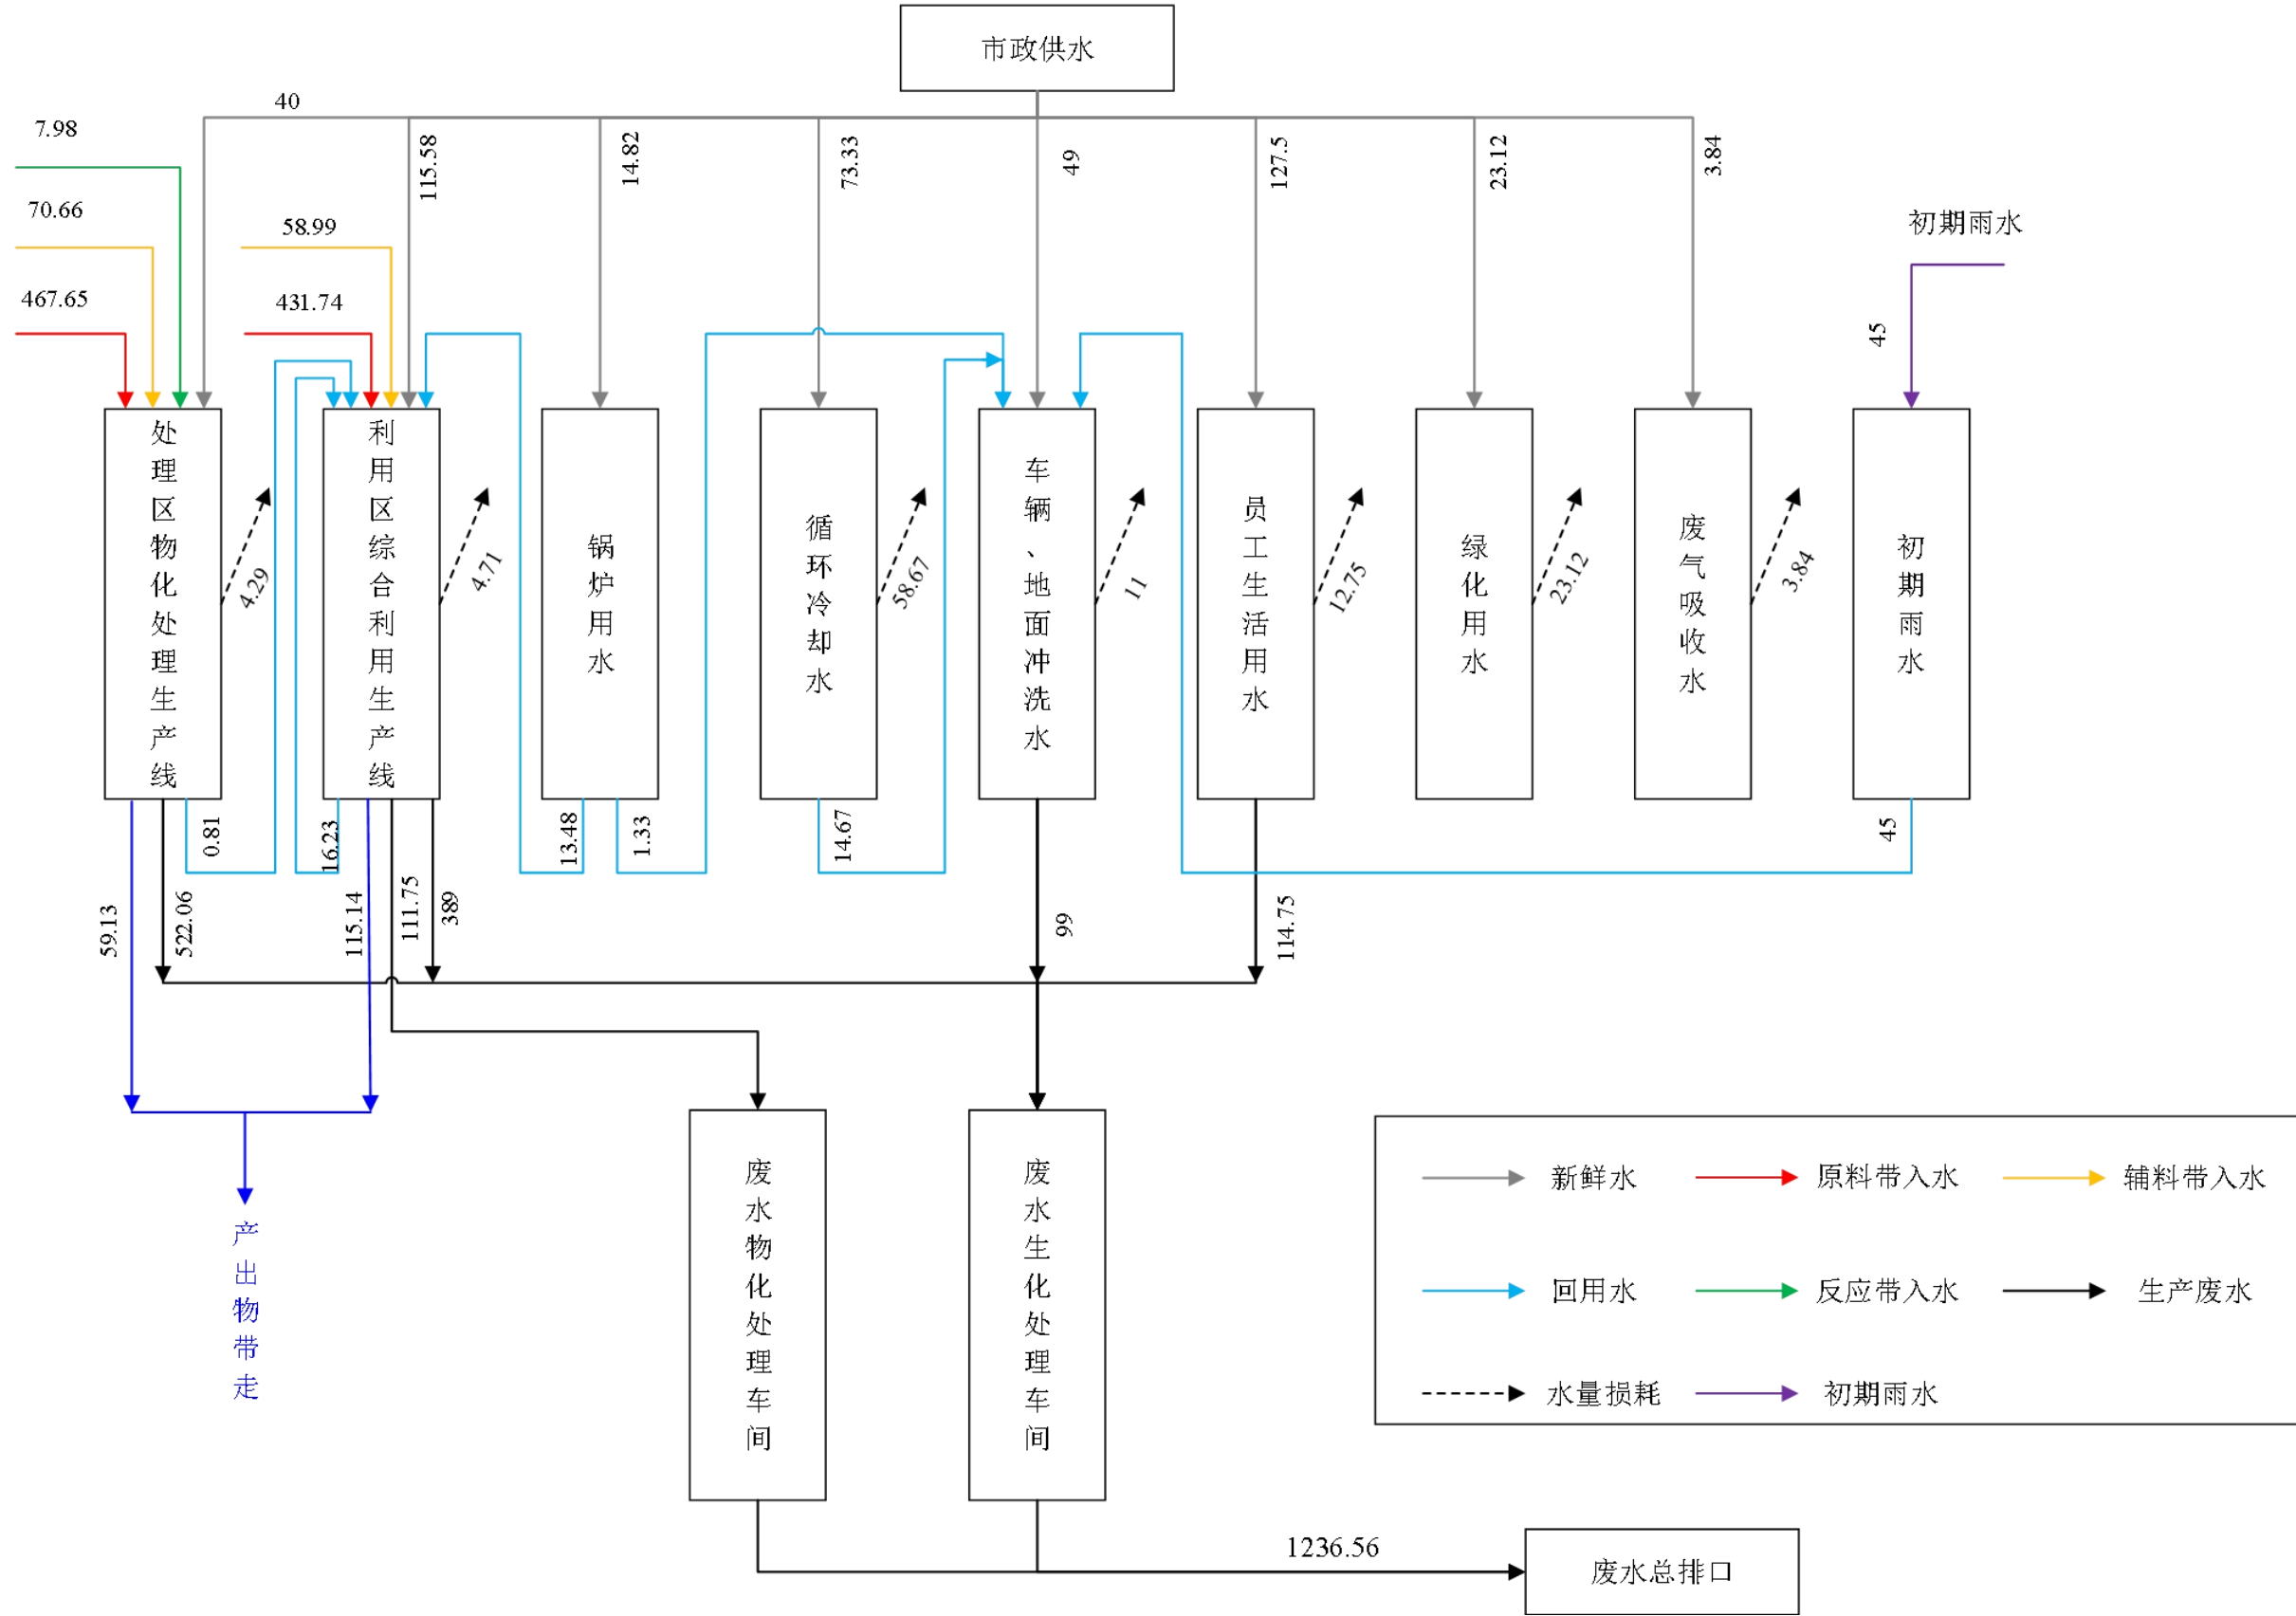 市政供水
40
7.98
115.58
14.82
73.33
49
127.5
23.12
3.84
70.66
58.99
初期雨水
467.65
431.74
45
处理区物化处理生产线
4.29
利用区综合利用生产线
4.71
锅炉用水
循环冷却水
58.67
车辆、地面冲洗水
11
员工生活用水
12.75
绿化用水
23.12
废气吸收水
3.84
初期雨水
0.81
16.23
13.48
1.33
14.67
45
59.13
522.06
115.14
111.75
389
99
114.75
产出物带走
废水物化处理车间
废水生化处理车间
新鲜水
原料带入水
辅料带入水
回用水
反应带入水
生产废水
水量损耗
初期雨水
1236.56
废水总排口